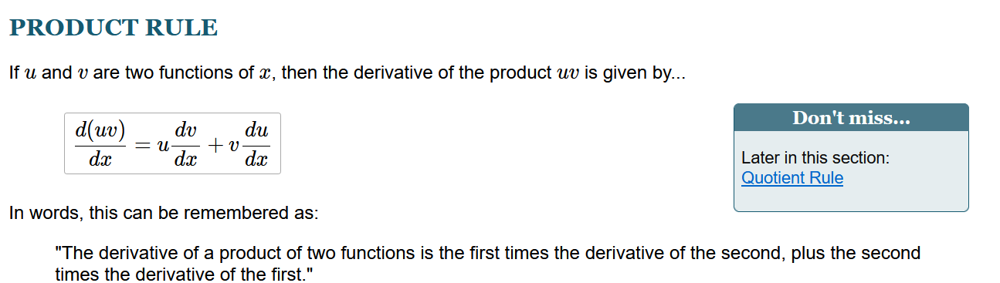 PRODUCT RULE
If u and v are two functions of x, then the derivative of the product uv is given by...
d(uv)/dx = u dv/dx + v du/dx
Don't miss...
Later in this section:
Quotient Rule
In words, this can be remembered as:
"The derivative of a product of two functions is the first times the derivative of the second, plus the second
times the derivative of the first."